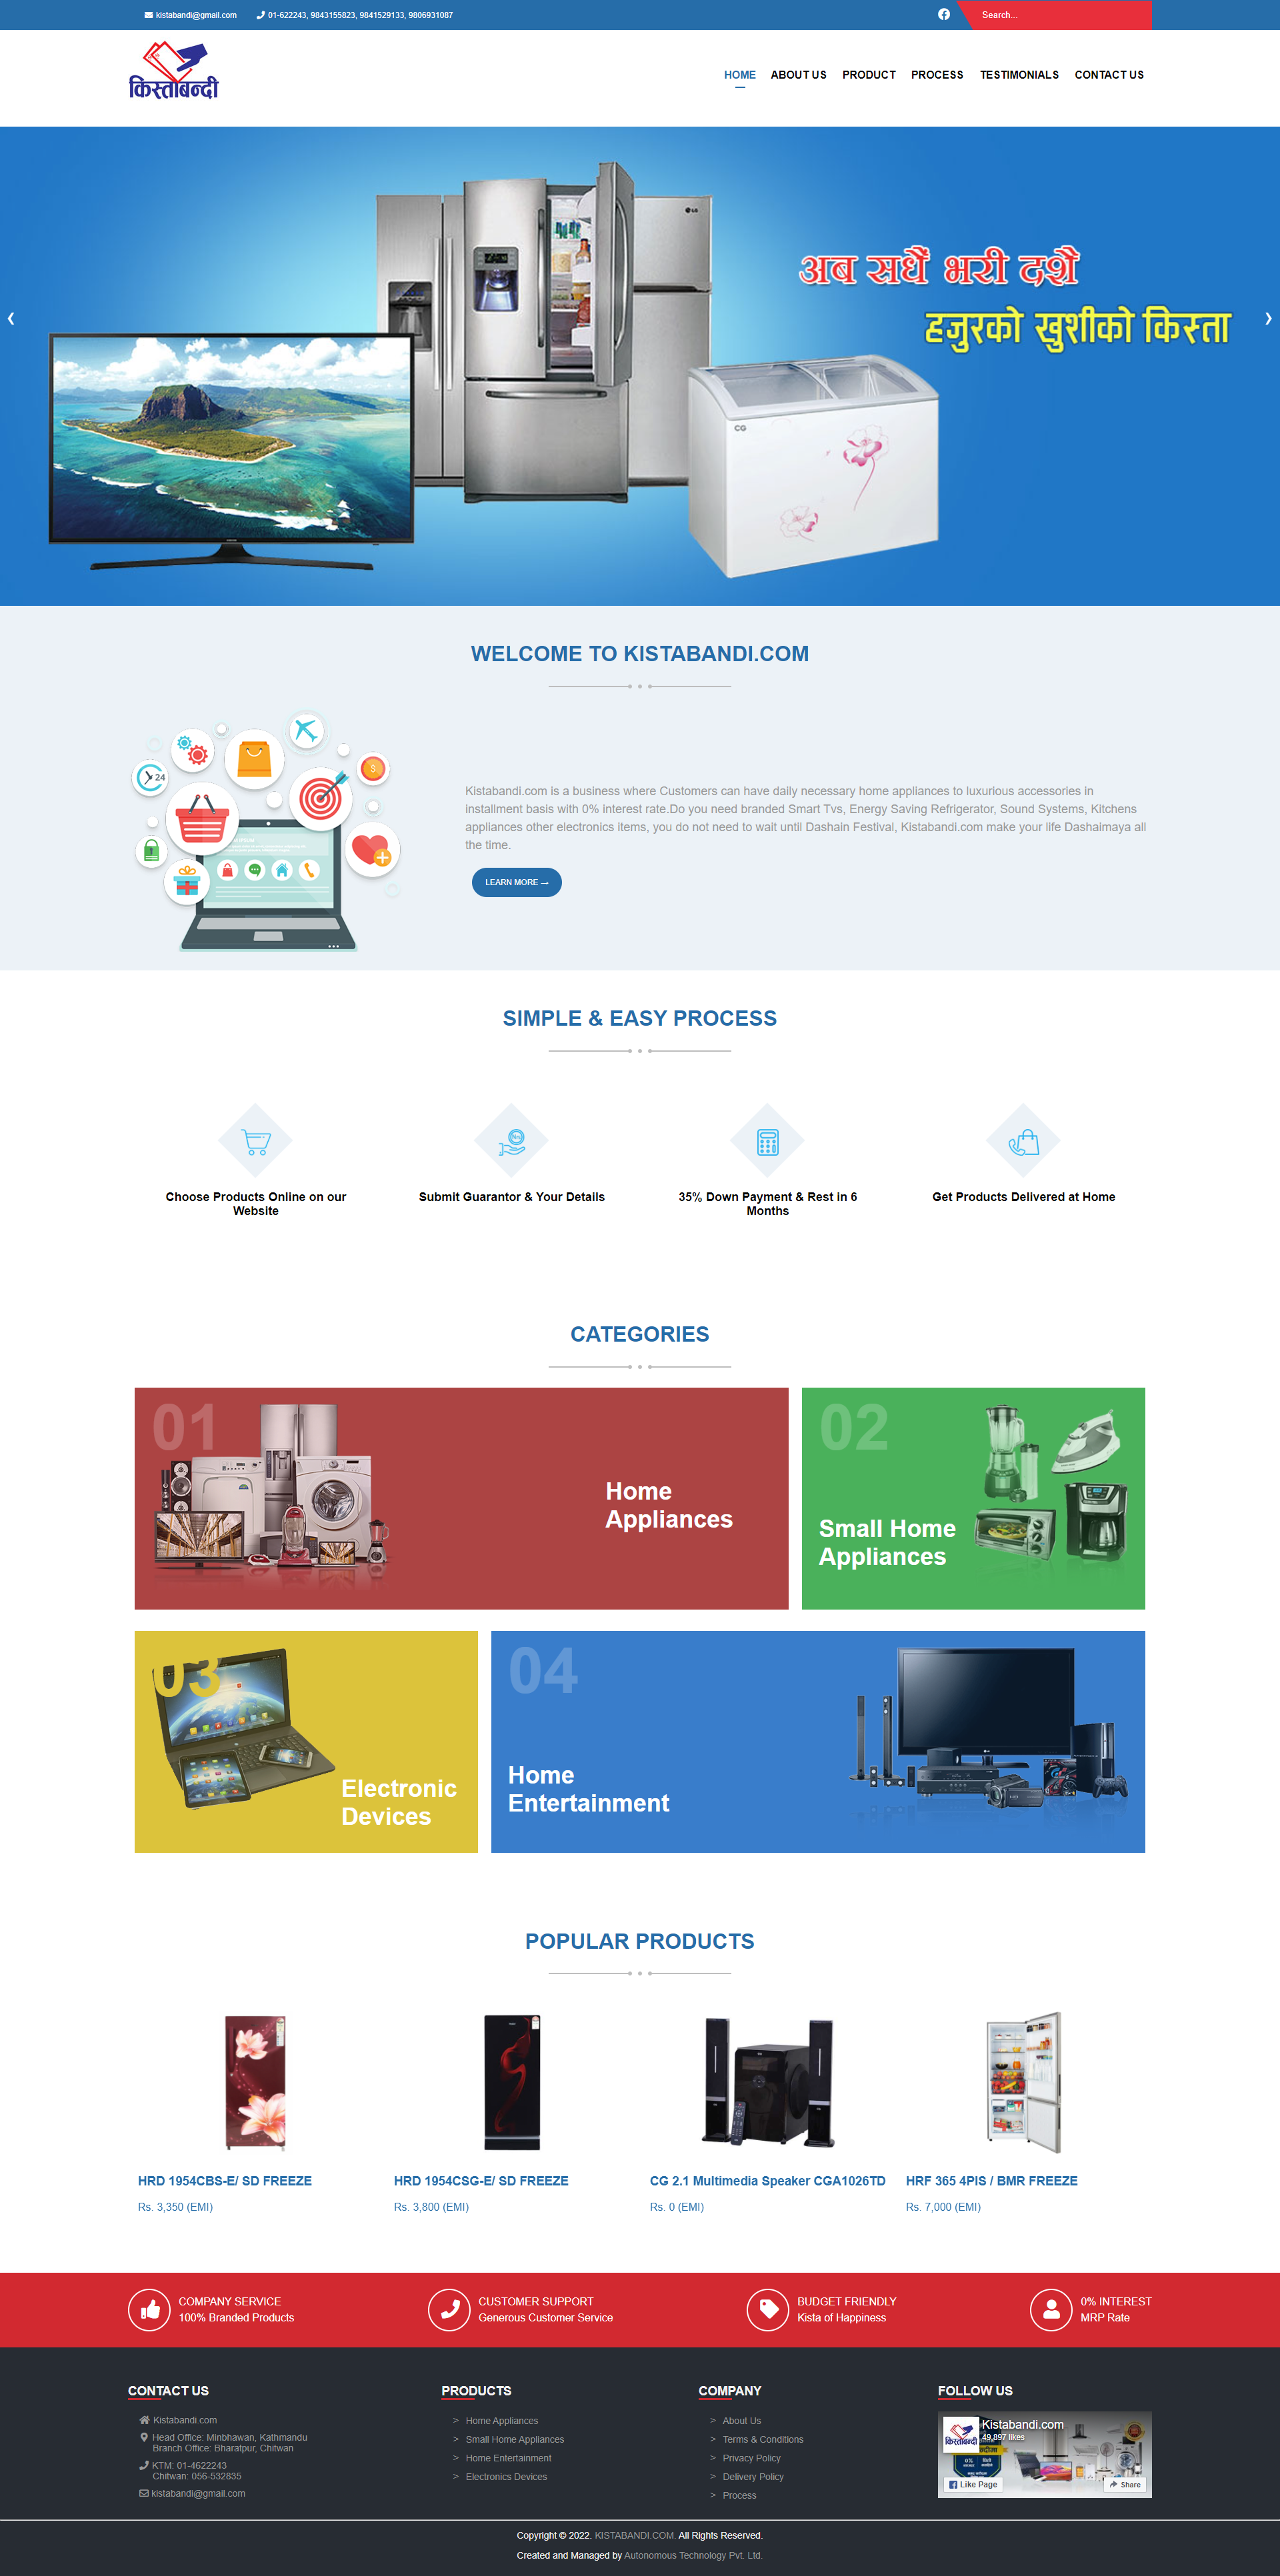 kistabandi@gmail.com
01-622243, 9843155823, 9841529133, 9806931087
Search...
किस्ताबन्दी
HOME
ABOUT US
PRODUCT
PROCESS
TESTIMONIALS
CONTACT US
अब सधैं भरी दशैं
हजुरको खुशीको किस्ता
LG
CG
WELCOME TO KISTABANDI.COM
24
Kistabandi.com is a business where Customers can have daily necessary home appliances to luxurious accessories in
installment basis with 0% interest rate.Do you need branded Smart Tvs, Energy Saving Refrigerator, Sound Systems, Kitchens
appliances other electronics items, you do not need to wait until Dashain Festival, Kistabandi.com make your life Dashaimaya all
the time.
LEARN MORE →
SIMPLE & EASY PROCESS
Choose Products Online on our
Website
Submit Guarantor & Your Details
35% Down Payment & Rest in 6
Months
Get Products Delivered at Home
CATEGORIES
01
Home
Appliances
02
Small Home
Appliances
03
Electronic
Devices
04
Home
Entertainment
POPULAR PRODUCTS
HRD 1954CBS-E/ SD FREEZE
Rs. 3,350 (EMI)
HRD 1954CSG-E/ SD FREEZE
Rs. 3,800 (EMI)
CG 2.1 Multimedia Speaker CGA1026TD
Rs. 0 (EMI)
HRF 365 4PIS / BMR FREEZE
Rs. 7,000 (EMI)
COMPANY SERVICE
100% Branded Products
CUSTOMER SUPPORT
Generous Customer Service
BUDGET FRIENDLY
Kista of Happiness
0% INTEREST
MRP Rate
CONTACT US
Kistabandi.com
Head Office: Minbhawan, Kathmandu
Branch Office: Bharatpur, Chitwan
KTM: 01-4622243
Chitwan: 056-532835
kistabandi@gmail.com
PRODUCTS
> Home Appliances
> Small Home Appliances
> Home Entertainment
> Electronics Devices
COMPANY
> About Us
> Terms & Conditions
> Privacy Policy
> Delivery Policy
> Process
FOLLOW US
किस्ताबन्दी
Kistabandi.com
49,897 likes
Like Page
Share
Copyright © 2022. KISTABANDI.COM. All Rights Reserved.
Created and Managed by Autonomous Technology Pvt. Ltd.